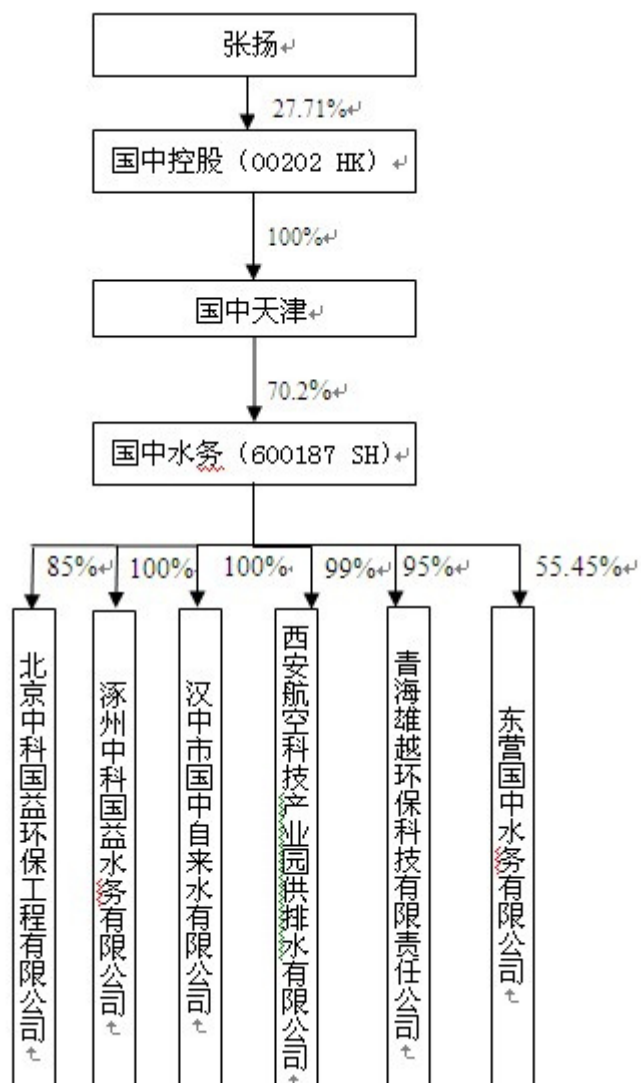 张扬
27.71%
国中控股（00202 HK）
100%
国中天津
70.2%
国中水务（600187 SH）
85%
100%
100%
99%
95%
55.45%
北京中科国益环保工程有限公司
涿州中科国益水务有限公司
汉中市国中自来水有限公司
西安航空科技产业园供排水有限公司
青海雄越环保科技有限责任公司
东营国中水务有限公司